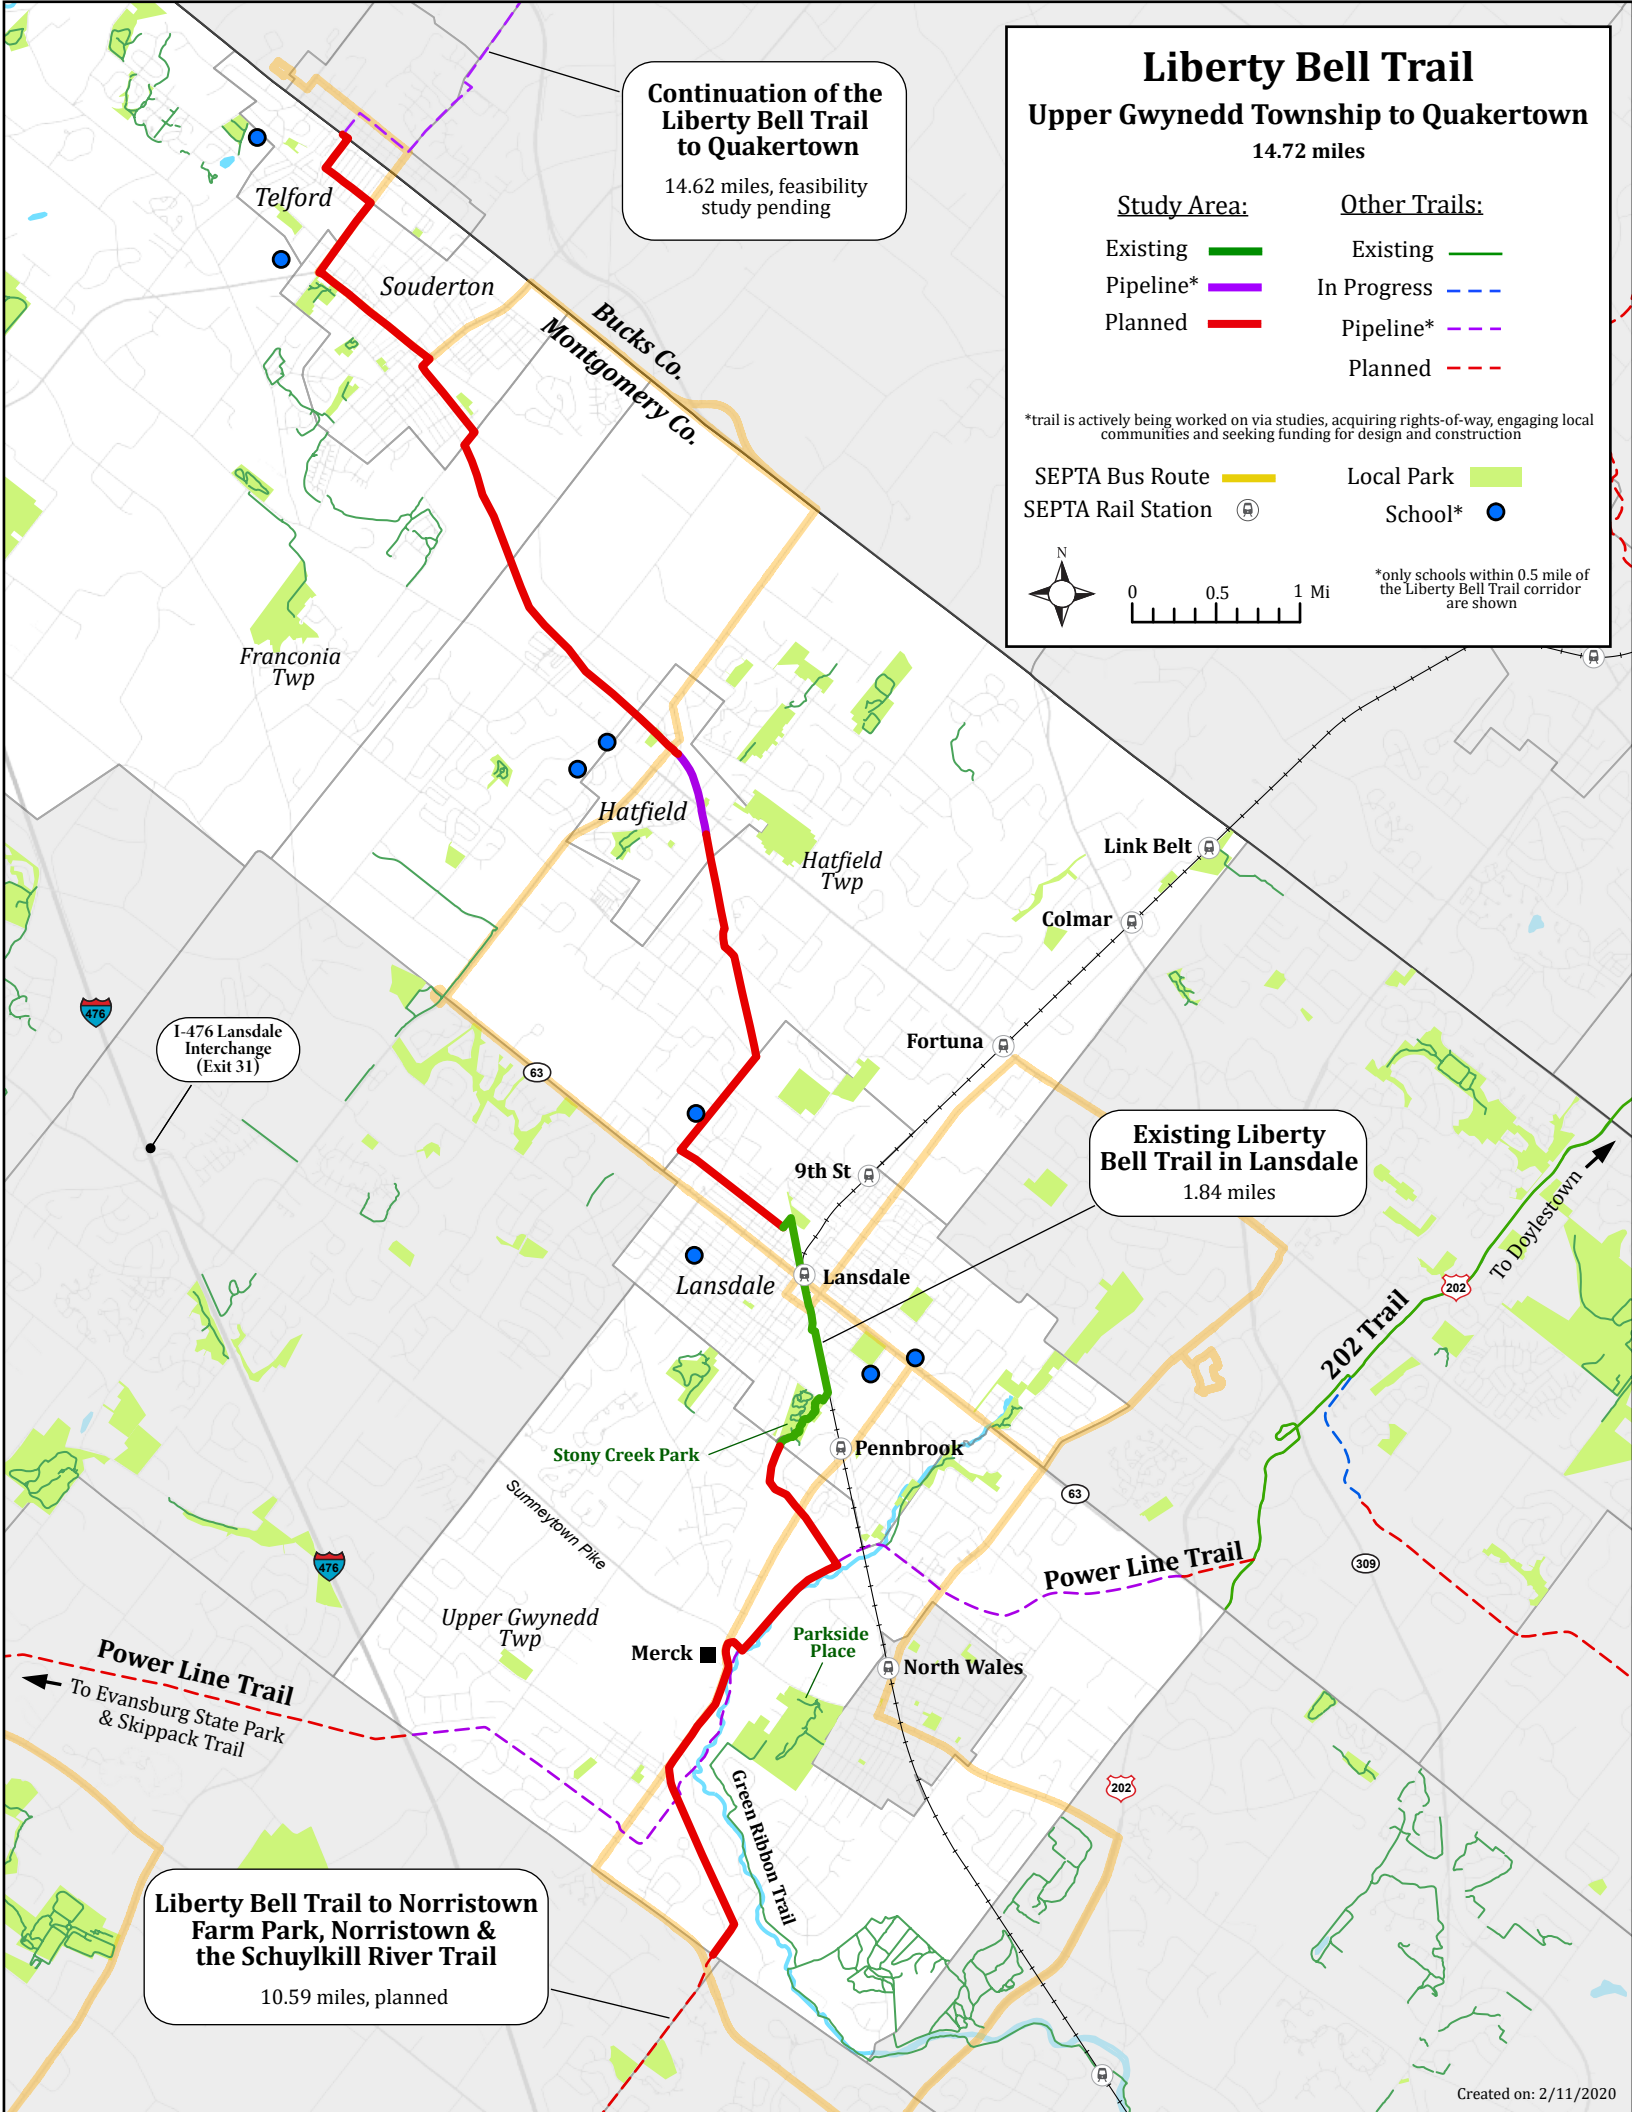 Liberty Bell Trail
Upper Gwynedd Township to Quakertown
14.72 miles
Study Area:
Existing
Pipeline*
Planned
Other Trails:
Existing
In Progress
Pipeline*
Planned
*trail is actively being worked on via studies, acquiring rights-of-way, engaging local
communities and seeking funding for design and construction
SEPTA Bus Route
SEPTA Rail Station
Local Park
School*
N
0 0.5 1 Mi
*only schools within 0.5 mile of
the Liberty Bell Trail corridor
are shown
Continuation of the
Liberty Bell Trail
to Quakertown
14.62 miles, feasibility
study pending
Telford
Souderton
Bucks Co.
Montgomery Co.
Franconia
Twp
Hatfield
Hatfield
Twp
Link Belt
Colmar
Fortuna
476
I-476 Lansdale
Interchange
(Exit 31)
63
9th St
Existing Liberty
Bell Trail in Lansdale
1.84 miles
To Doylestown
202
202 Trail
Lansdale
Lansdale
Stony Creek Park
Pennbrook
63
Sumneytown Pike
476
309
Power Line Trail
Upper Gwynedd
Twp
Merck
Parkside
Place
North Wales
Power Line Trail
To Evansburg State Park
& Skippack Trail
Green Ribbon Trail
202
Liberty Bell Trail to Norristown
Farm Park, Norristown &
the Schuylkill River Trail
10.59 miles, planned
Created on: 2/11/2020